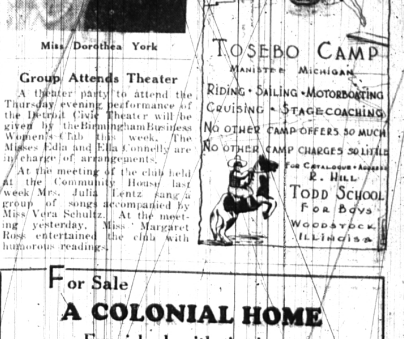 Miss Dorothea York
Group Attends Theater
A theater party to attend the
Thursday evening performance of
the Detroit Civic Theater will be
given by the Birmingham Business
Women's Club this week. The
Misses Edla and Ella Connelly are
in charge of arrangements.
At the meeting of the club held
at the Community House last
week Mrs. Julia Lentz sang a
group of songs accompanied by
Miss Vera Schultz. At the meet-
ing yesterday, Miss Margaret
Ross entertained the club with
humorous readings.
TOSEBO CAMP
MANISTEE MICHIGAN
RIDING • SAILING • MOTORBOATING
CRUISING • STAGECOACHING
NO OTHER CAMP OFFERS SO MUCH
NO OTHER CAMP CHARGES SO LITTLE
FOR CATALOGUE • ADDRESS
R. HILL
TODD SCHOOL
FOR BOYS
WOODSTOCK
ILLINOIS
For Sale
A COLONIAL HOME